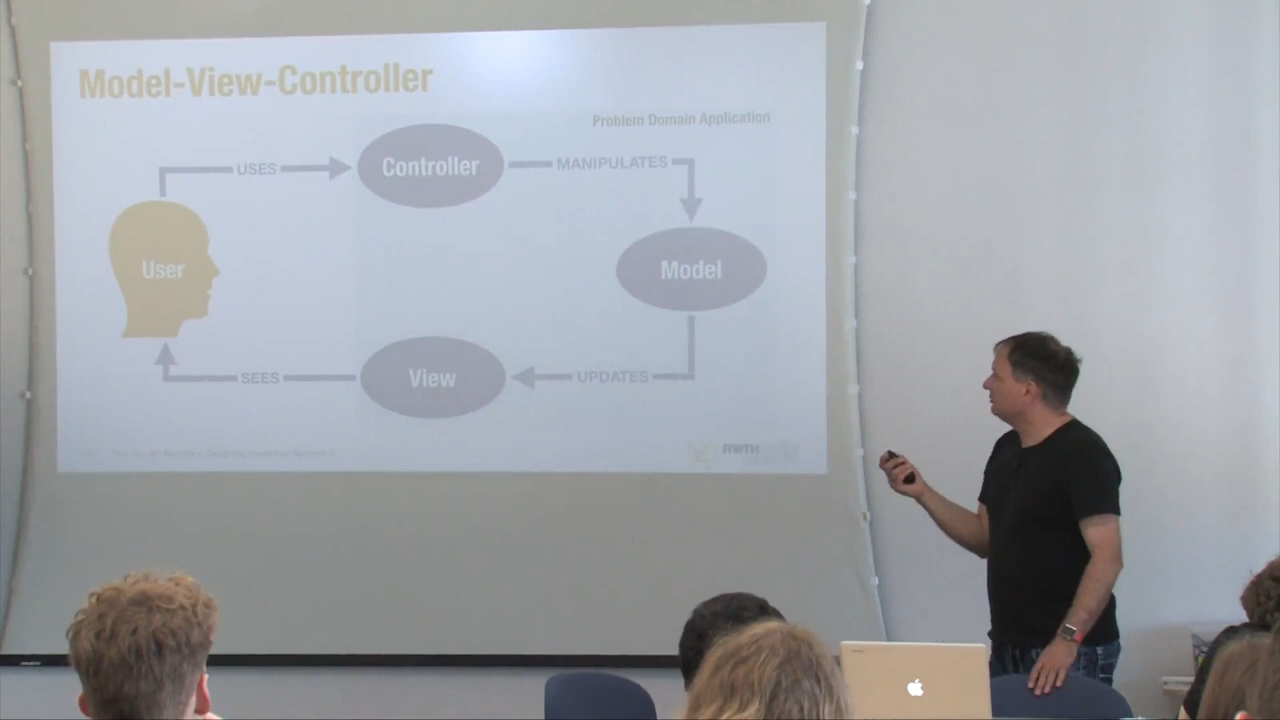 Model-View-Controller
Problem Domain Application
USES
Controller
MANIPULATES
User
Model
SEES
View
UPDATES
RWTH